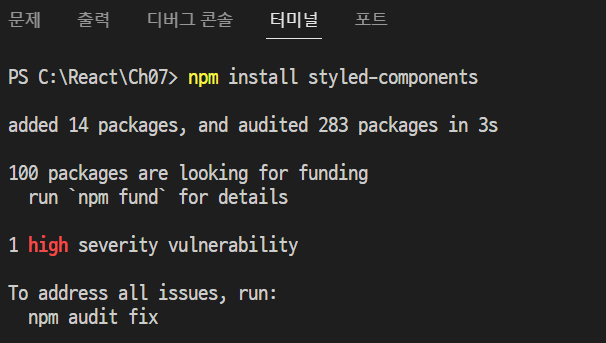 문제 출력 디버그 콘솔 터미널 포트
PS C:\React\Ch07> npm install styled-components
added 14 packages, and audited 283 packages in 3s
100 packages are looking for funding
run `npm fund` for details
1 high severity vulnerability
To address all issues, run:
npm audit fix